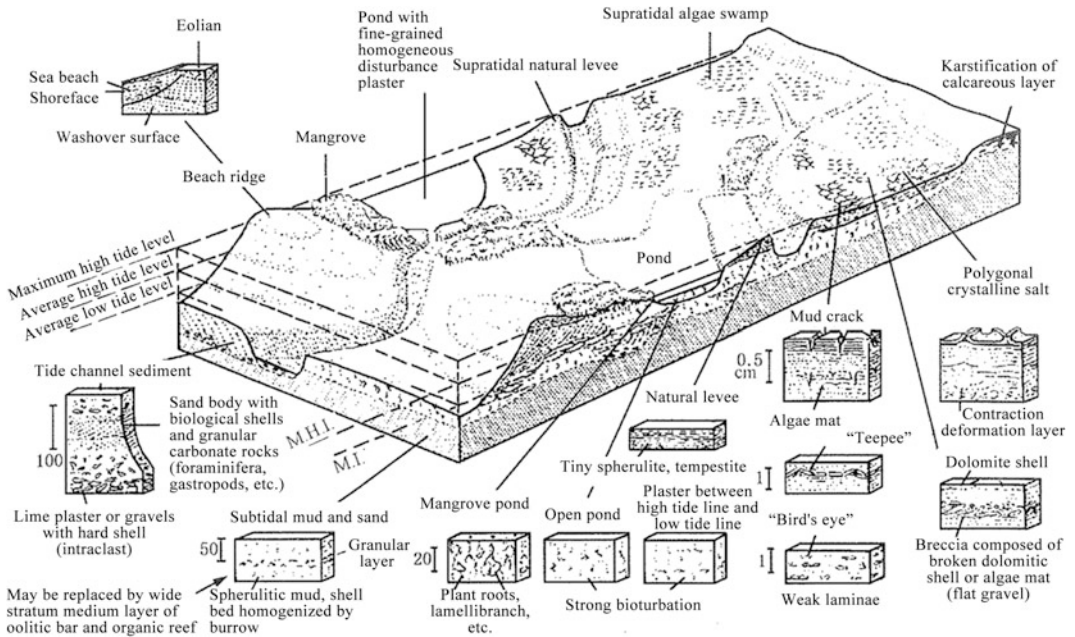 Eolian
Sea beach
Shoreface
Washover surface
Beach ridge
Mangrove
Pond with
fine-grained
homogeneous
disturbance
plaster
Supratidal natural levee
Supratidal algae swamp
Karstification of
calcareous layer
Maximum high tide level
Average high tide level
Average low tide level
Pond
Polygonal
crystalline salt
Mud crack
0.5
cm
Algae mat
Contraction
deformation layer
Natural levee
Tide channel sediment
100
Sand body with
biological shells
and granular
carbonate rocks
(foraminifera,
gastropods, etc.)
Lime plaster or gravels
with hard shell
(intraclast)
M.H.I.
M.I.
Tiny spherulite, tempestite
"Teepee"
1
Dolomite shell
Breccia composed of
broken dolomitic
shell or algae mat
(flat gravel)
Mangrove pond
Open pond
Plaster between
high tide line and
low tide line
"Bird's eye"
1
Weak laminae
Subtidal mud and sand
50
Granular
layer
Spherulitic mud, shell
bed homogenized by
burrow
May be replaced by wide
stratum medium layer of
oolitic bar and organic reef
20
Plant roots,
lamellibranch,
etc.
Strong bioturbation